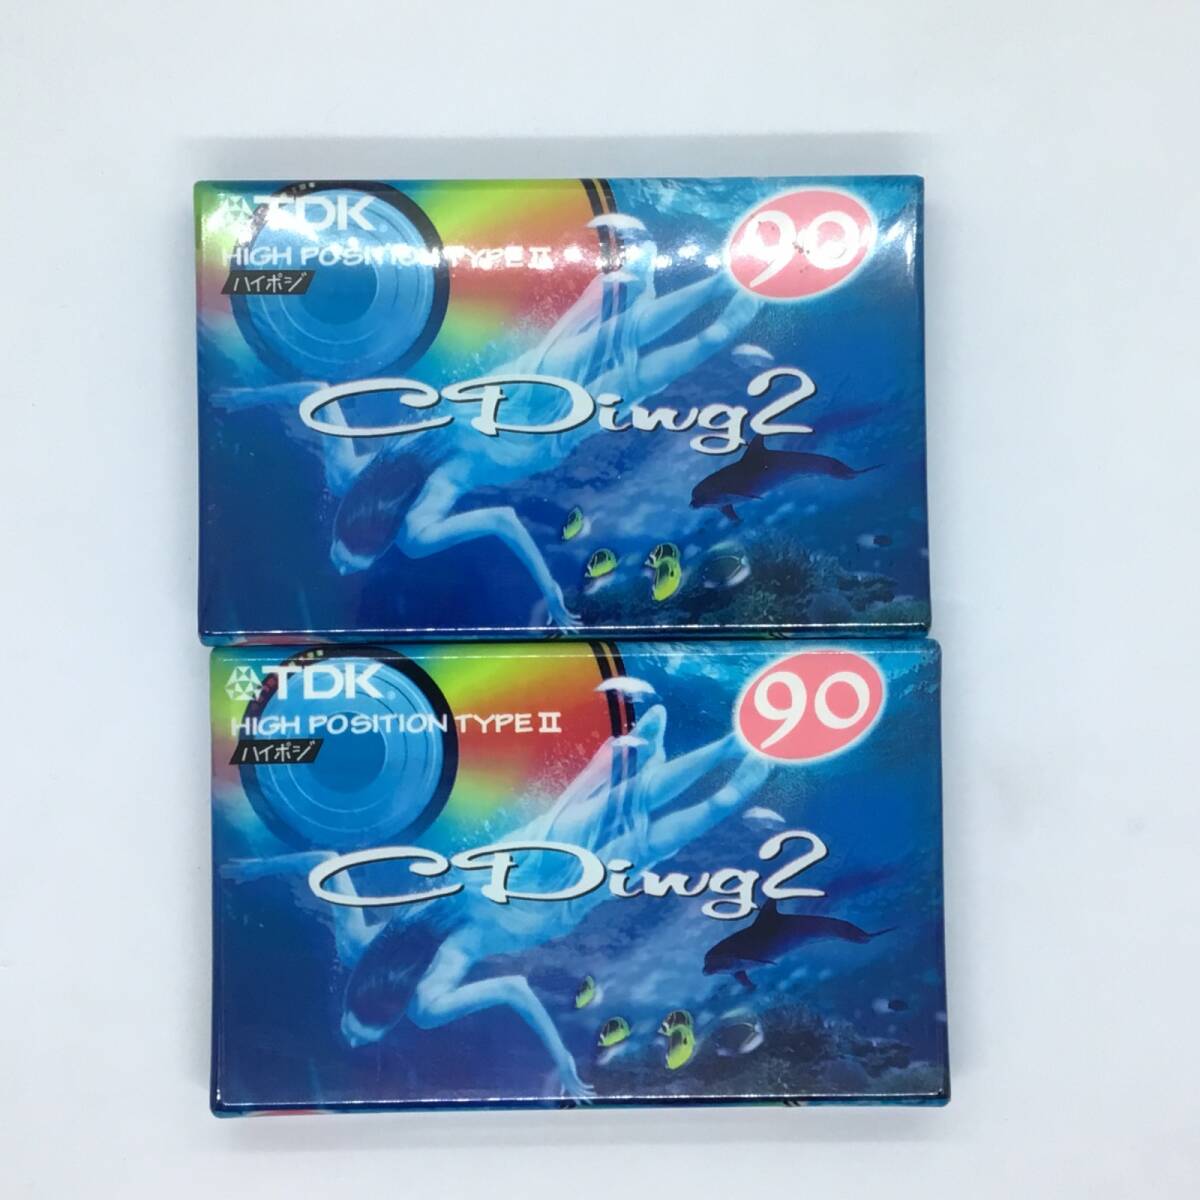 TDK
HIGH POSITION TYPE II
ハイポジ
90
CDing2
TDK
HIGH POSITION TYPE II
ハイポジ
90
CDing2